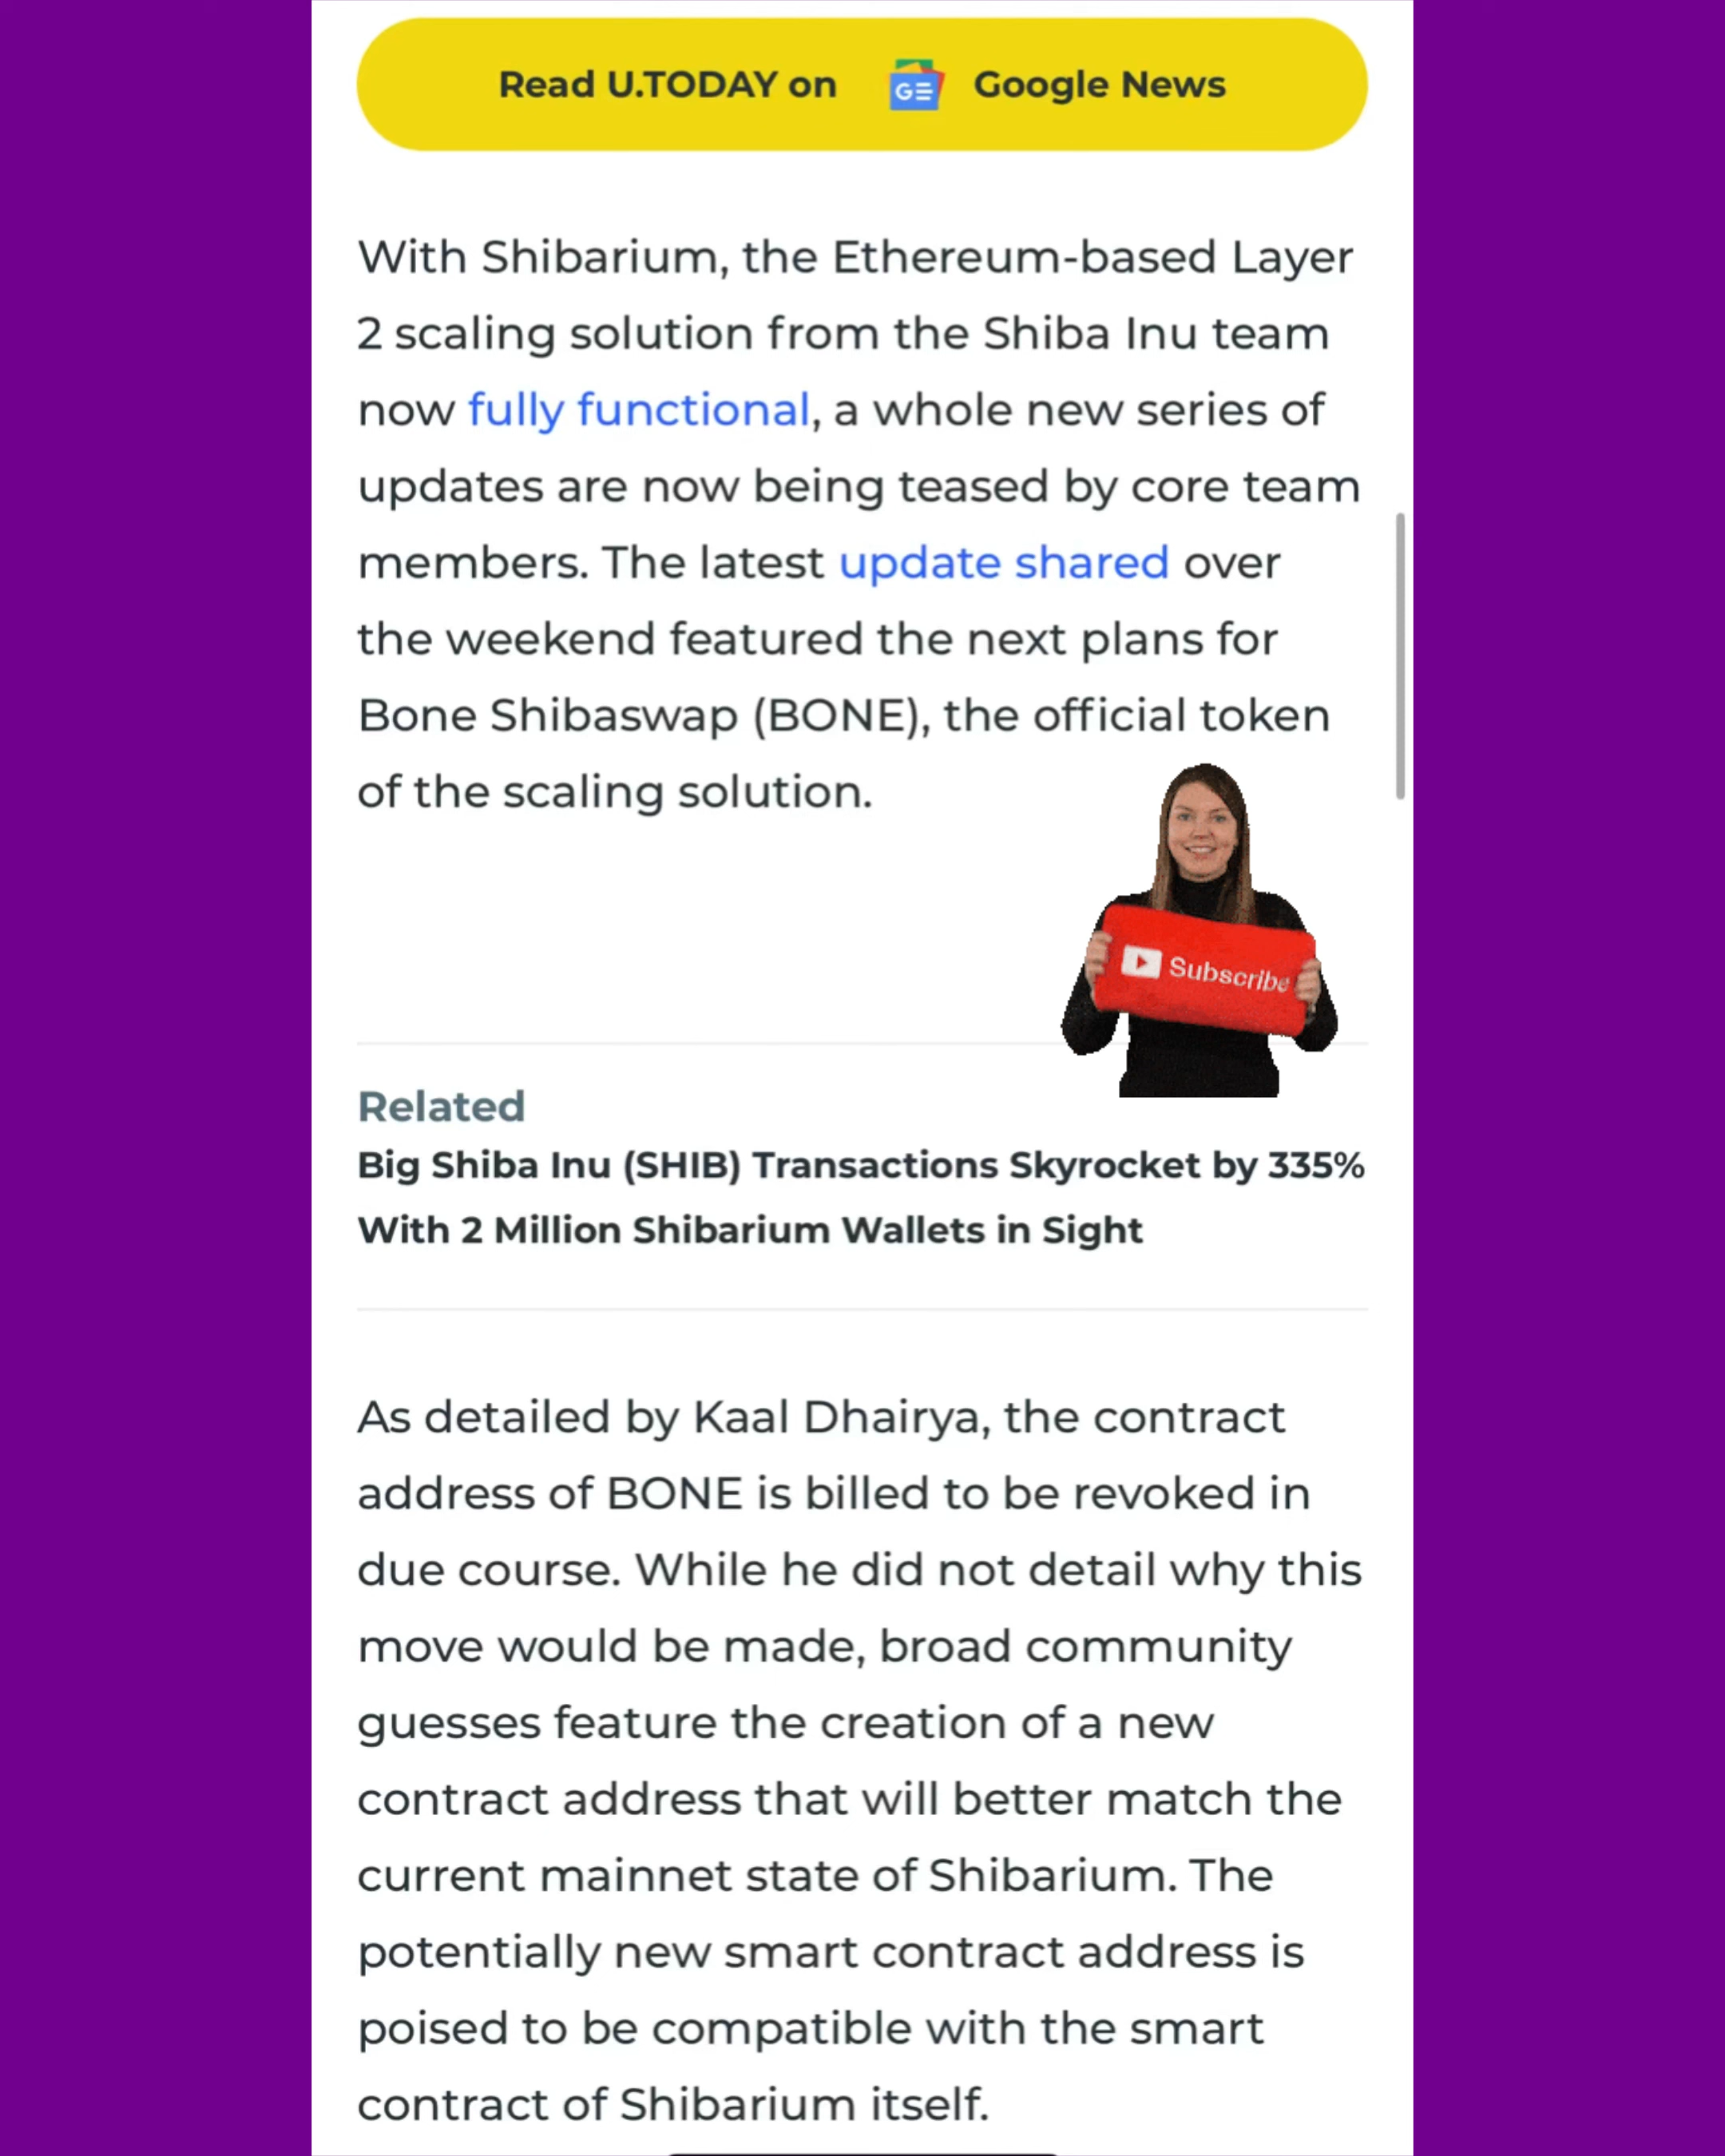 Read U.TODAY on GE Google News
With Shibarium, the Ethereum-based Layer
2 scaling solution from the Shiba Inu team
now fully functional, a whole new series of
updates are now being teased by core team
members. The latest update shared over
the weekend featured the next plans for
Bone Shibaswap (BONE), the official token
of the scaling solution.
Subscribe
Related
Big Shiba Inu (SHIB) Transactions Skyrocket by 335%
With 2 Million Shibarium Wallets in Sight
As detailed by Kaal Dhairya, the contract
address of BONE is billed to be revoked in
due course. While he did not detail why this
move would be made, broad community
guesses feature the creation of a new
contract address that will better match the
current mainnet state of Shibarium. The
potentially new smart contract address is
poised to be compatible with the smart
contract of Shibarium itself.